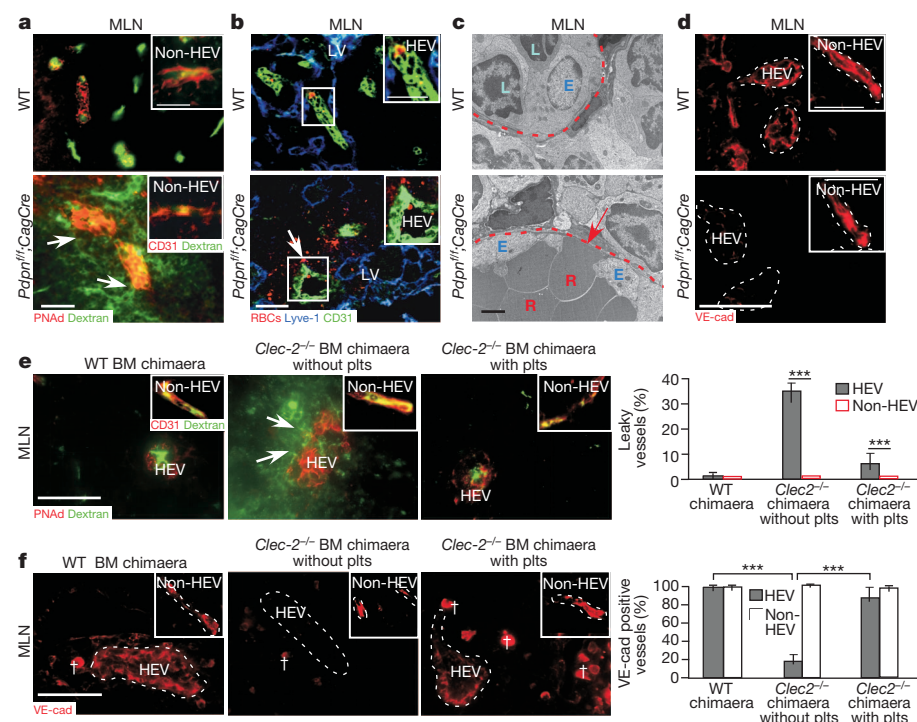 a
MLN
Non-HEV
WT
Non-HEV
CD31 Dextran
Pdpnf/f;CagCre
PNAd Dextran
b
MLN
LV
HEV
WT
HEV
LV
Pdpnf/f;CagCre
RBCs Lyve-1 CD31
c
MLN
L
E
L
WT
E
E
R
R
Pdpnf/f;CagCre
d
MLN
Non-HEV
HEV
WT
Non-HEV
HEV
Pdpnf/f;CagCre
VE-cad
e
WT BM chimaera
Clec-2–/– BM chimaera
without plts
Clec-2–/– BM chimaera
with plts
MLN
Non-HEV
CD31 Dextran
HEV
PNAd Dextran
Non-HEV
HEV
Non-HEV
HEV
Leaky
vessels (%)
40
30
20
10
0
***
***
HEV
Non-HEV
WT
chimaera
Clec2–/–
chimaera
without plts
Clec2–/–
chimaera
with plts
f
WT BM chimaera
Clec-2–/– BM chimaera
without plts
Clec-2–/– BM chimaera
with plts
MLN
Non-HEV
†
HEV
VE-cad
Non-HEV
HEV
†
Non-HEV
†
†
†
HEV
VE-cad positive
vessels (%)
100
80
60
40
20
0
***
***
HEV
Non-
HEV
WT
chimaera
Clec2–/–
chimaera
without plts
Clec2–/–
chimaera
with plts